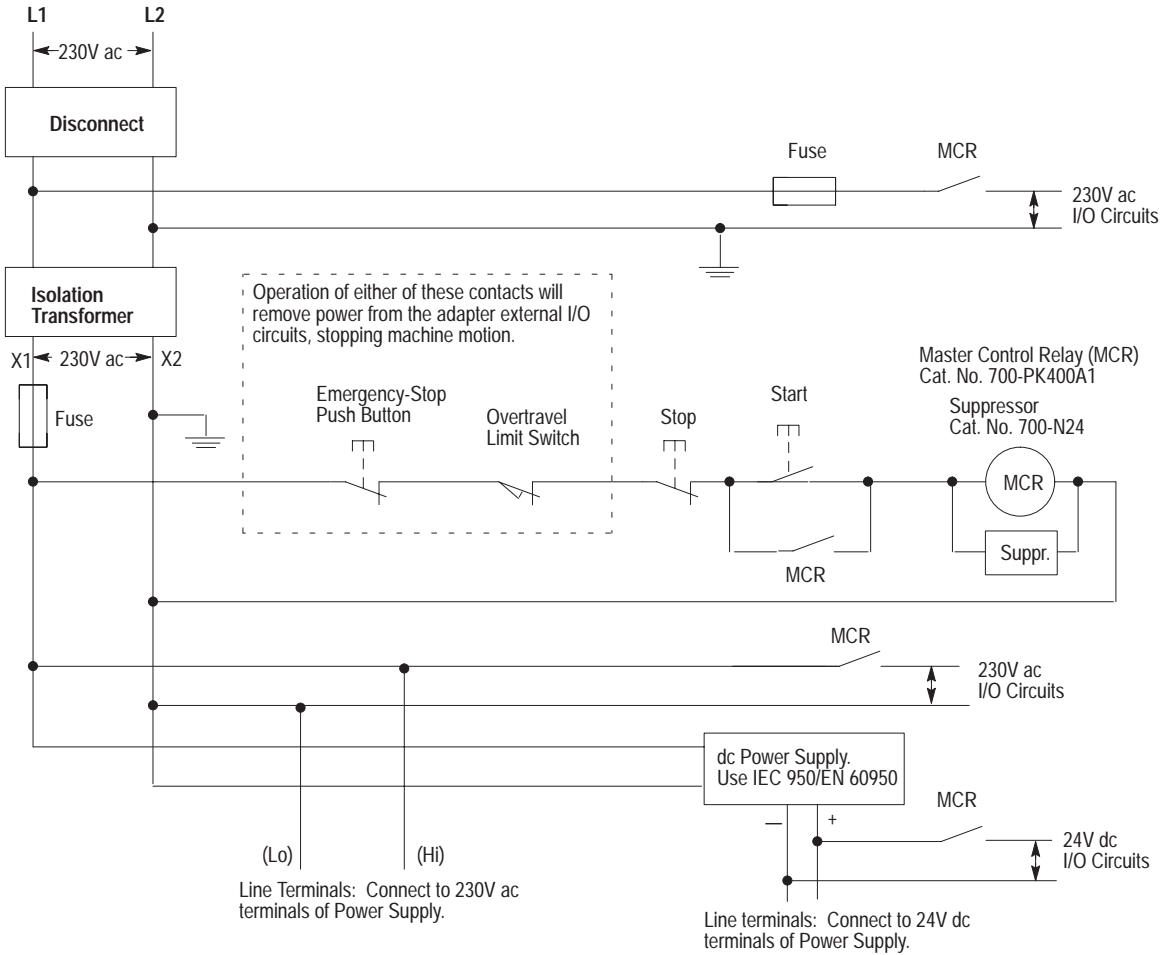 L1
L2
230V ac
Disconnect
Fuse
MCR
230V ac
I/O Circuits
Isolation
Transformer
Operation of either of these contacts will
remove power from the adapter external I/O
circuits, stopping machine motion.
X1
230V ac
X2
Fuse
Emergency-Stop
Push Button
Overtravel
Limit Switch
Stop
Start
Master Control Relay (MCR)
Cat. No. 700-PK400A1
Suppressor
Cat. No. 700-N24
MCR
Suppr.
MCR
MCR
230V ac
I/O Circuits
dc Power Supply.
Use IEC 950/EN 60950
— +
MCR
24V dc
I/O Circuits
(Lo)
(Hi)
Line Terminals: Connect to 230V ac
terminals of Power Supply.
Line terminals: Connect to 24V dc
terminals of Power Supply.